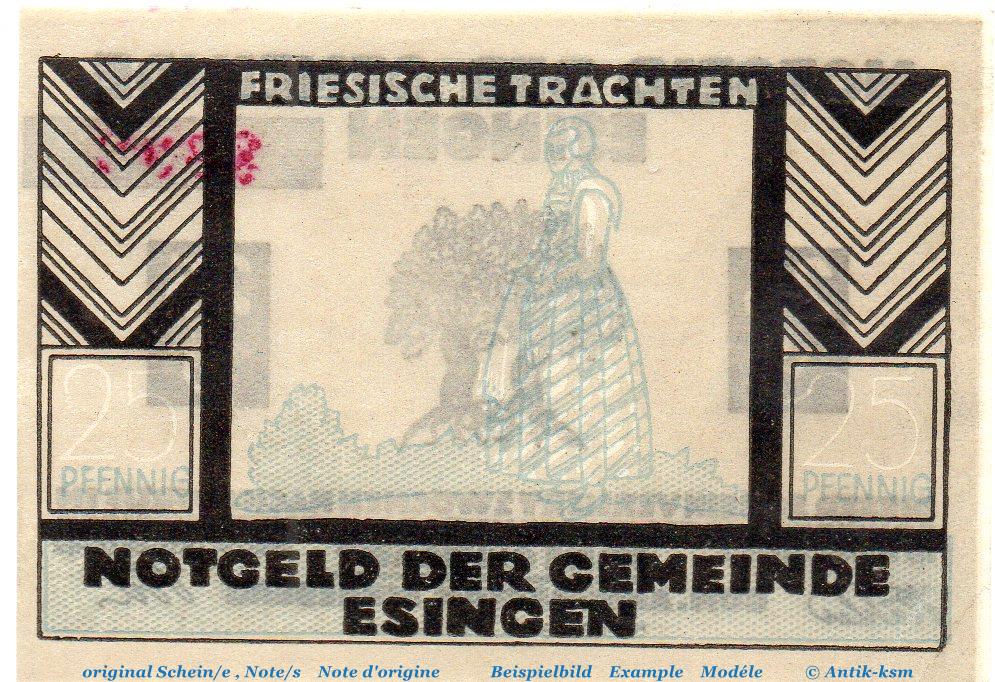 FRIESISCHE TRACHTEN
25
PFENNIG
25
PFENNIG
NOTGELD DER GEMEINDE
ESINGEN
original Schein/e , Note/s Note d'origine Beispielbild Example Modéle © Antik-ksm